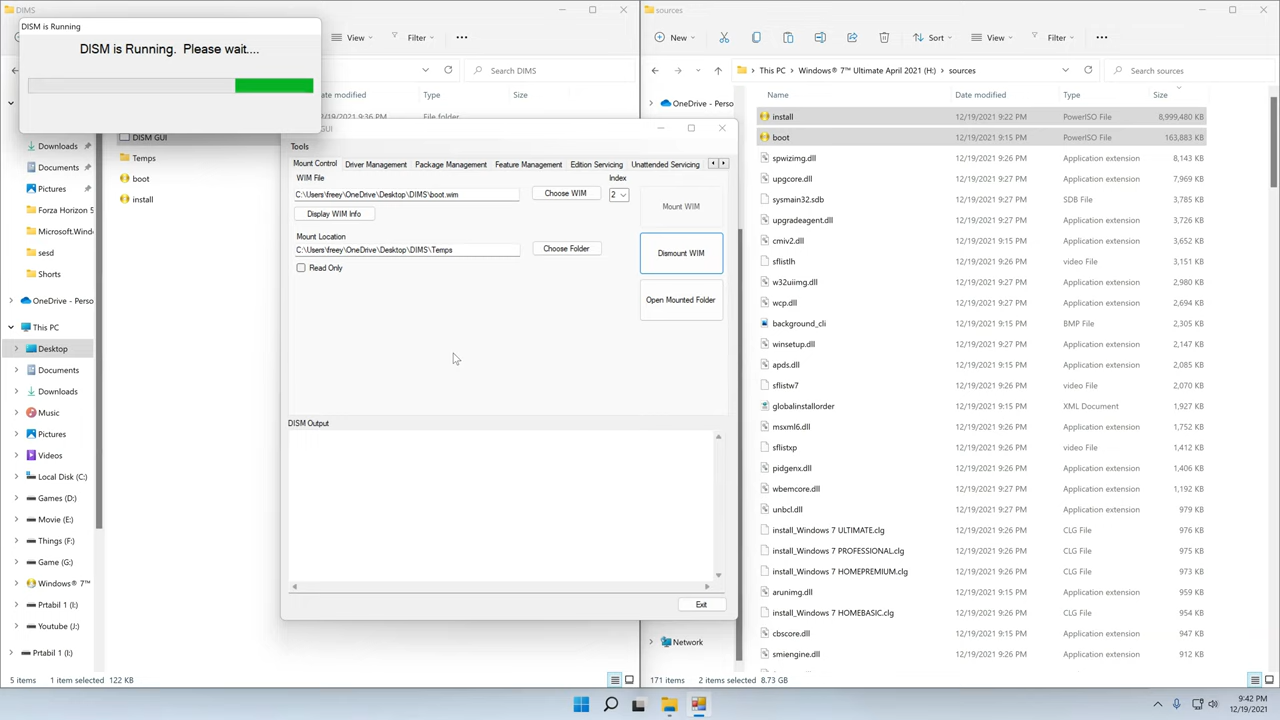 DIMS
DISM is Running
DISM is Running. Please wait....
View
Filter
Search DIMS
ate modified
Type
Size
9:36 PM
File folder
DISM GUI
Temps
boot
install
Downloads
Documents
Pictures
Forza Horizon 5
Microsoft.Wind
sesd
Shorts
OneDrive - Perso
This PC
Desktop
Documents
Downloads
Music
Pictures
Videos
Local Disk (C:)
Games (D:)
Movie (E:)
Things (F:)
Game (G:)
Windows® 7™
Prtabil 1 (I:)
Youtube (J:)
Prtabil 1 (I:)
5 items
1 item selected 122 KB
GUI
Tools
Mount Control
Driver Management
Package Management
Feature Management
Edition Servicing
Unattended Servicing
WIM File
Index
C:\Users\freey\OneDrive\Desktop\DIMS\boot.wim
Choose WIM
2
Mount WIM
Display WIM Info
Mount Location
C:\Users\freey\OneDrive\Desktop\DIMS\Temps
Choose Folder
Dismount WIM
Read Only
Open Mounted Folder
DISM Output
Exit
sources
New
Sort
View
Filter
This PC
Windows® 7™ Ultimate April 2021 (H:)
sources
Search sources
OneDrive - Perso
Network
Name
Date modified
Type
Size
install 12/19/2021 9:22 PM PowerISO File 8,999,480 KB
boot 12/19/2021 9:15 PM PowerISO File 163,883 KB
spwizimg.dll 12/19/2021 9:27 PM Application extension 8,143 KB
upgcore.dll 12/19/2021 9:27 PM Application extension 7,969 KB
sysmain32.sdb 12/19/2021 9:27 PM SDB File 3,785 KB
upgradeagent.dll 12/19/2021 9:27 PM Application extension 3,726 KB
cmiv2.dll 12/19/2021 9:15 PM Application extension 3,652 KB
sflistlh 12/19/2021 9:26 PM video File 3,151 KB
w32uiimg.dll 12/19/2021 9:27 PM Application extension 2,980 KB
wcp.dll 12/19/2021 9:27 PM Application extension 2,694 KB
background_cli 12/19/2021 9:15 PM BMP File 2,305 KB
winsetup.dll 12/19/2021 9:27 PM Application extension 2,147 KB
apds.dll 12/19/2021 9:15 PM Application extension 2,124 KB
sflistw7 12/19/2021 9:27 PM video File 2,070 KB
globalinstallorder 12/19/2021 9:15 PM XML Document 1,927 KB
msxml6.dll 12/19/2021 9:26 PM Application extension 1,752 KB
sflistxp 12/19/2021 9:27 PM video File 1,412 KB
pidgenx.dll 12/19/2021 9:26 PM Application extension 1,406 KB
wbemcore.dll 12/19/2021 9:27 PM Application extension 1,192 KB
unbcl.dll 12/19/2021 9:27 PM Application extension 979 KB
install_Windows 7 ULTIMATE.clg 12/19/2021 9:26 PM CLG File 976 KB
install_Windows 7 PROFESSIONAL.clg 12/19/2021 9:26 PM CLG File 975 KB
install_Windows 7 HOMEPREMIUM.clg 12/19/2021 9:26 PM CLG File 973 KB
arunimg.dll 12/19/2021 9:15 PM Application extension 959 KB
install_Windows 7 HOMEBASIC.clg 12/19/2021 9:26 PM CLG File 954 KB
cbscore.dll 12/19/2021 9:15 PM Application extension 947 KB
smiengine.dll 12/19/2021 9:26 PM Application extension 912 KB
171 items
2 items selected 8.73 GB
9:42 PM
12/19/2021